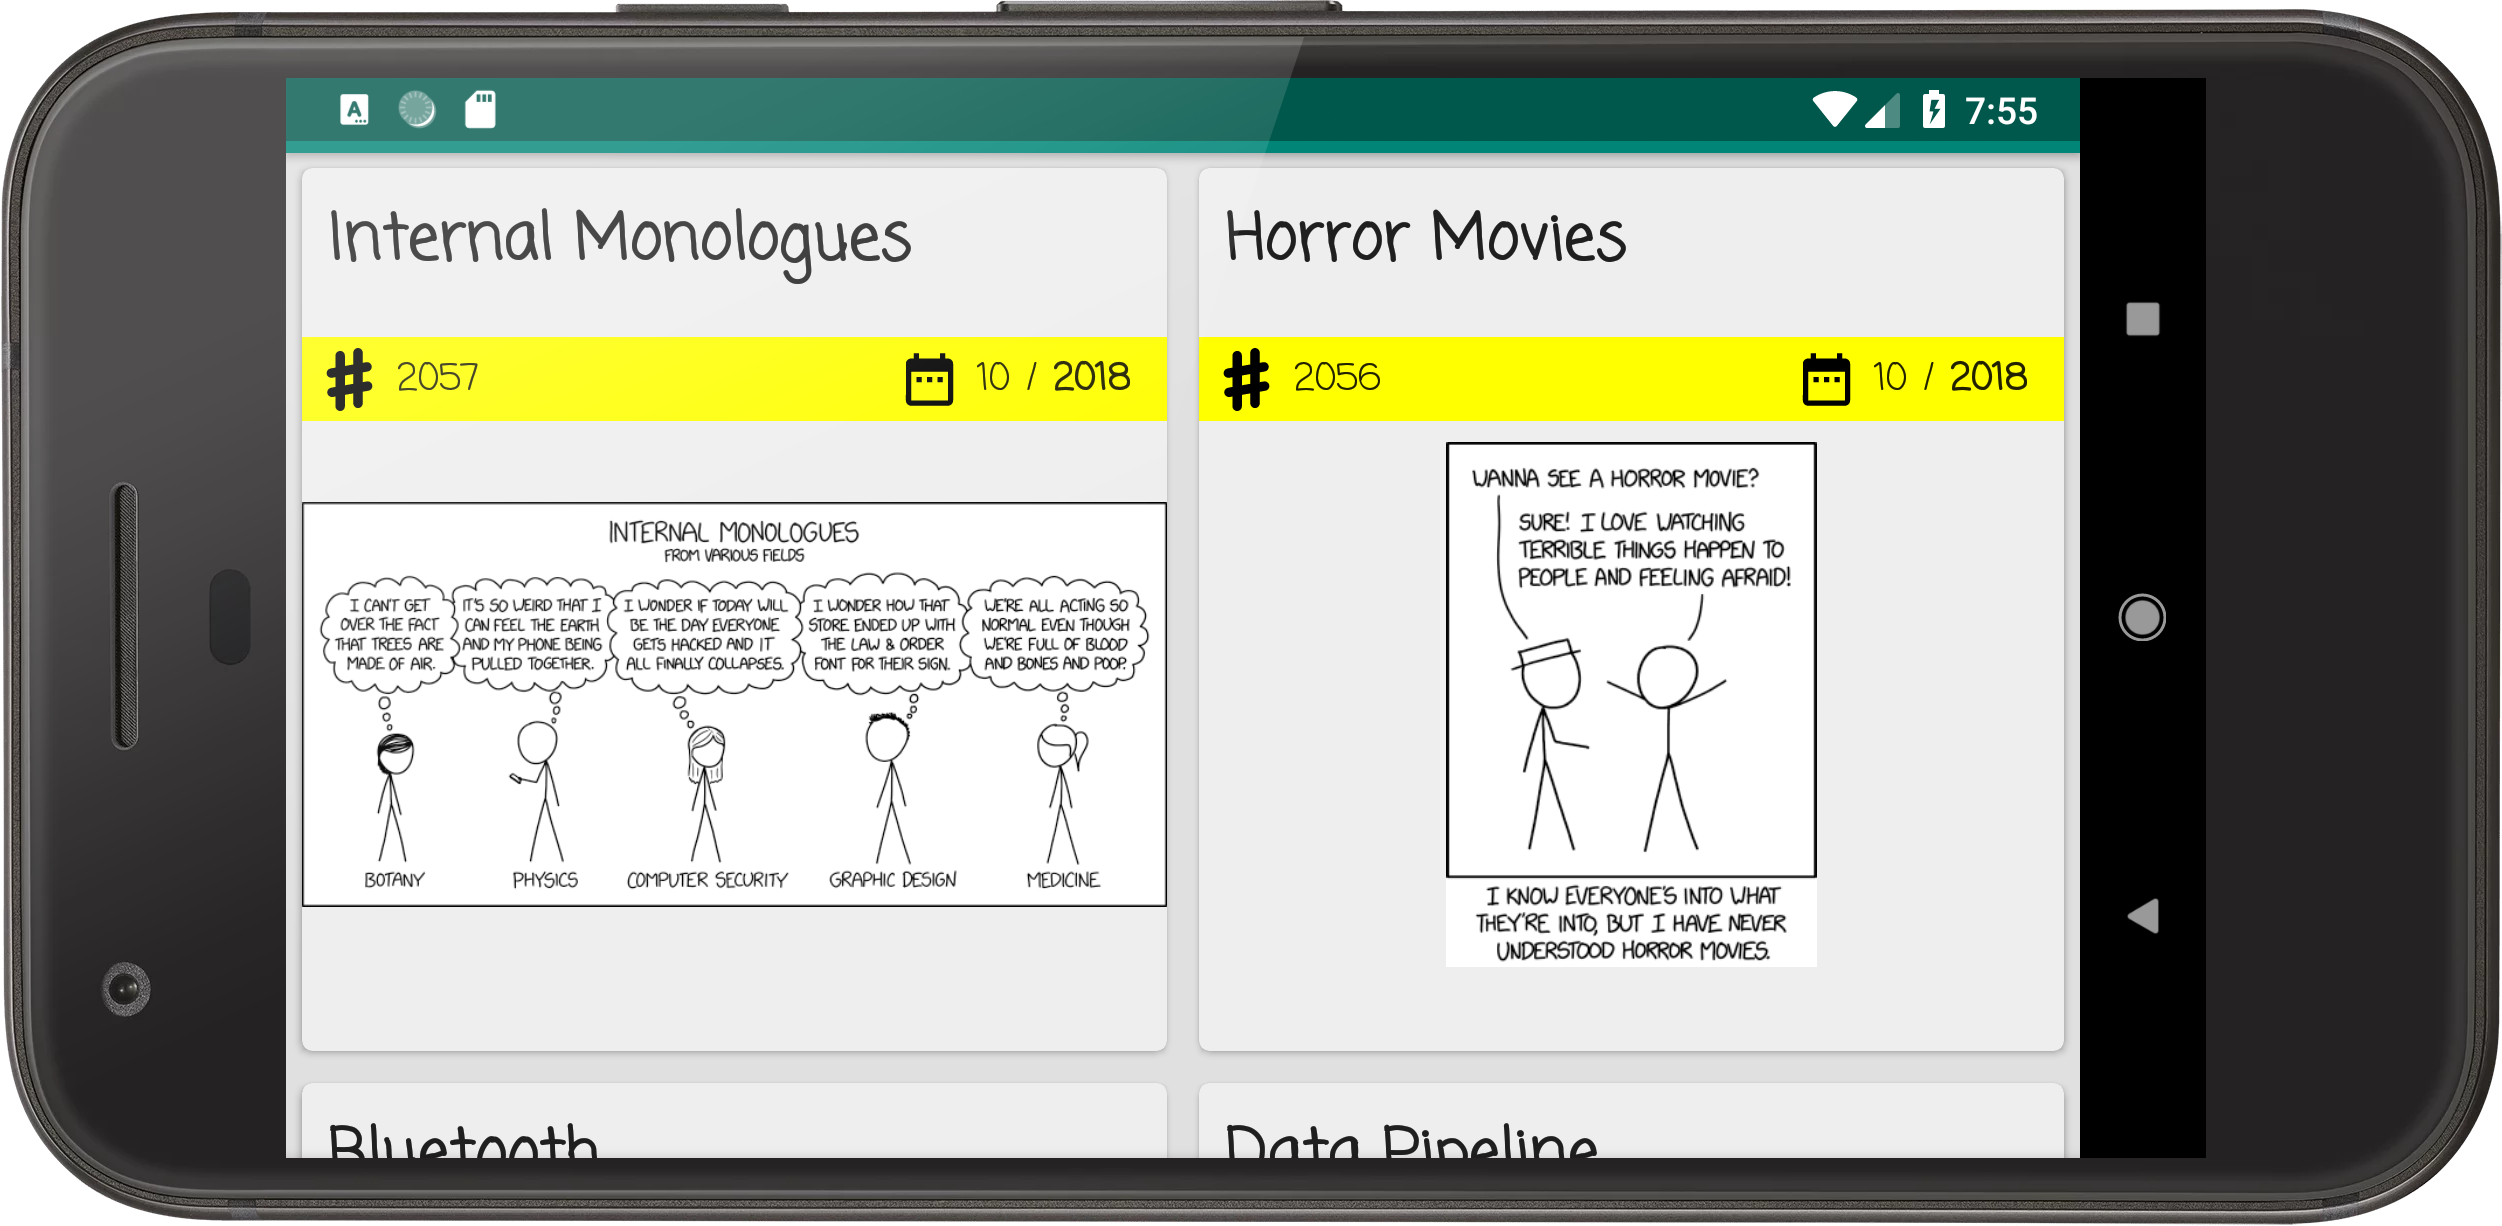 A
7:55
Internal Monologues
2057
10 / 2018
INTERNAL MONOLOGUES
FROM VARIOUS FIELDS
I CAN'T GET
OVER THE FACT
THAT TREES ARE
MADE OF AIR.
IT'S SO WEIRD THAT I
CAN FEEL THE EARTH
AND MY PHONE BEING
PULLED TOGETHER.
I WONDER IF TODAY WILL
BE THE DAY EVERYONE
GETS HACKED AND IT
ALL FINALLY COLLAPSES.
I WONDER HOW THAT
STORE ENDED UP WITH
THE LAW & ORDER
FONT FOR THEIR SIGN.
WE'RE ALL ACTING SO
NORMAL EVEN THOUGH
WE'RE FULL OF BLOOD
AND BONES AND POOP.
BOTANY
PHYSICS
COMPUTER SECURITY
GRAPHIC DESIGN
MEDICINE
Horror Movies
# 2056
10 / 2018
WANNA SEE A HORROR MOVIE?
SURE! I LOVE WATCHING
TERRIBLE THINGS HAPPEN TO
PEOPLE AND FEELING AFRAID!
I KNOW EVERYONE'S INTO WHAT
THEY'RE INTO, BUT I HAVE NEVER
UNDERSTOOD HORROR MOVIES.
Bluetooth
Data Pipeline